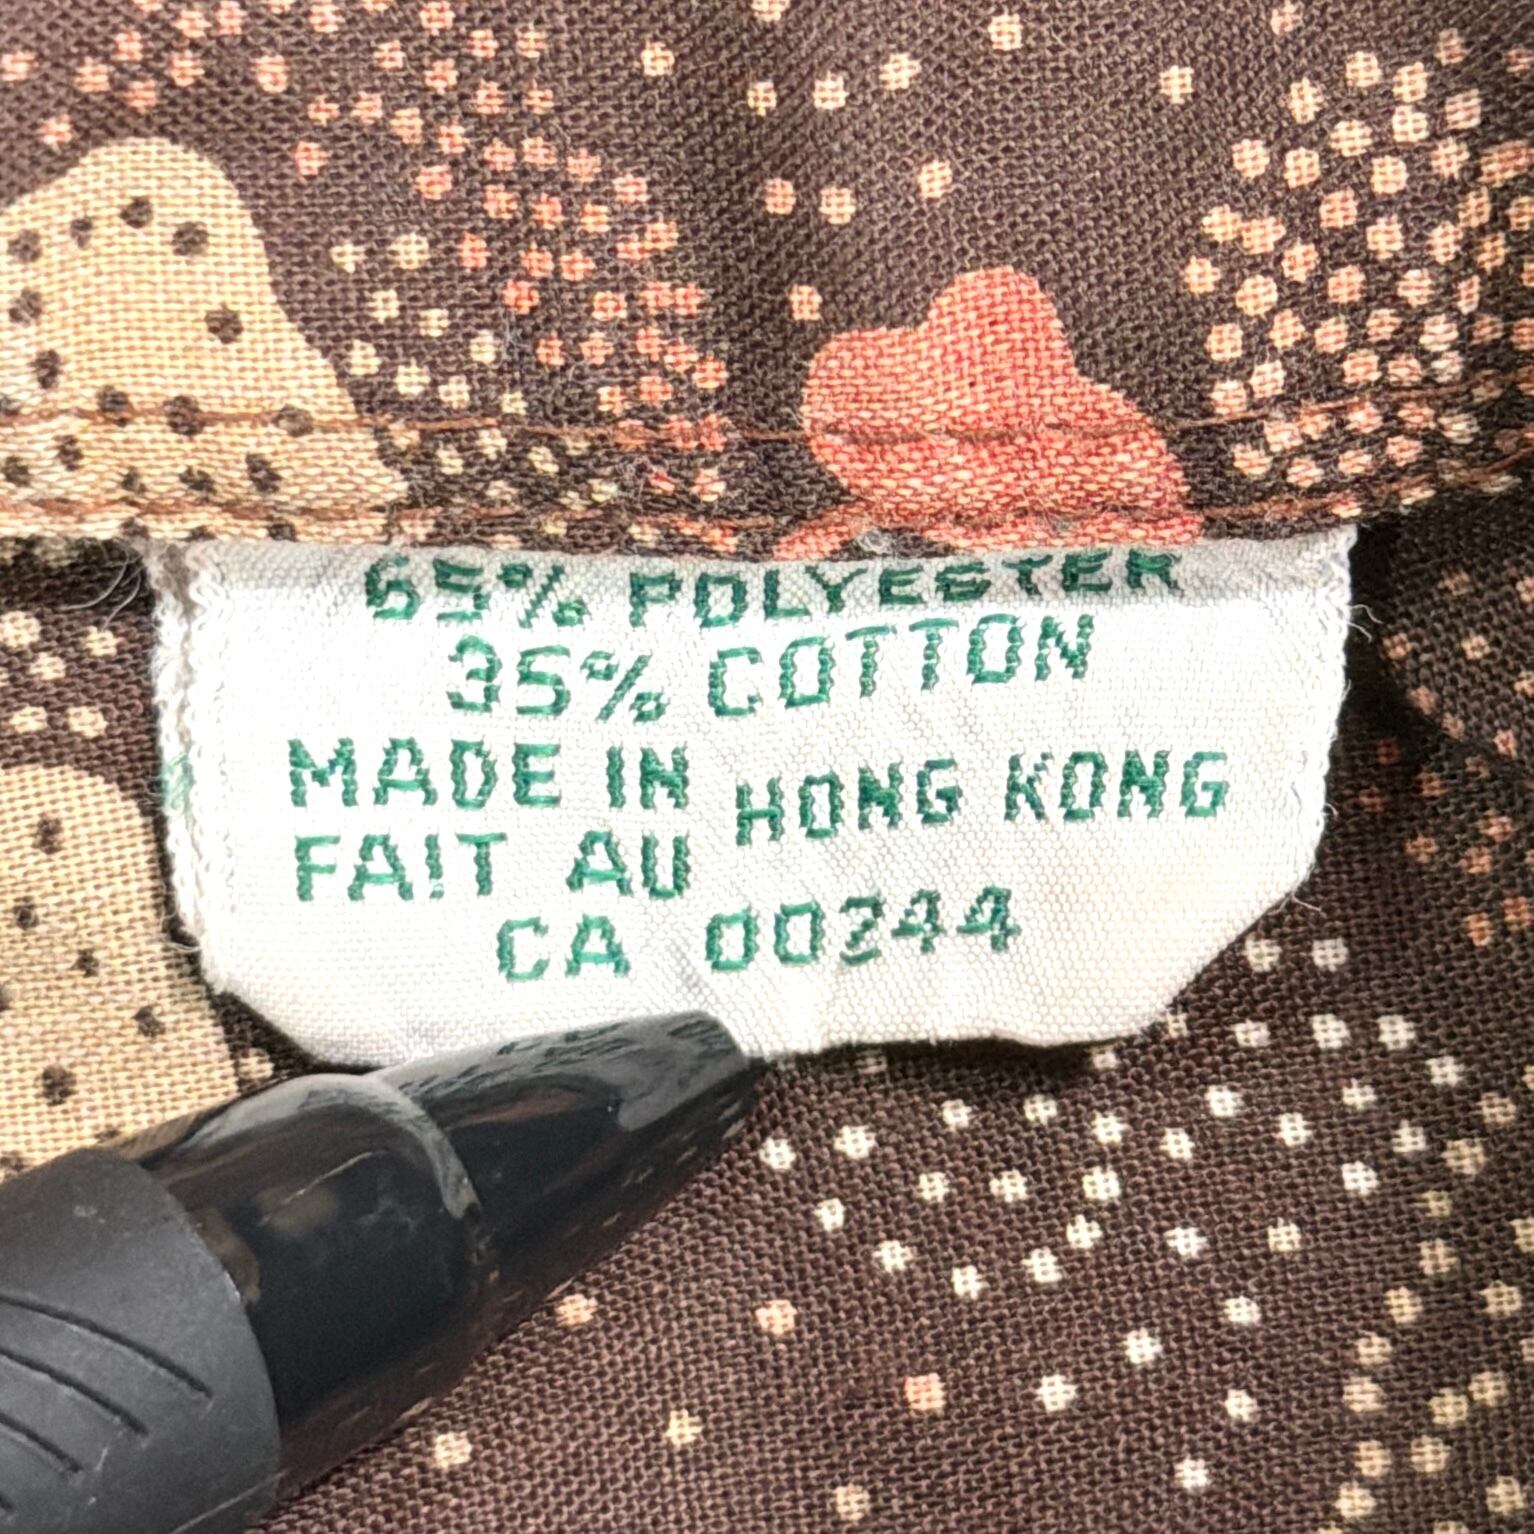 65% POLYESTER
35% COTTON
MADE IN HONG KONG
FAIT AU
CA 00244